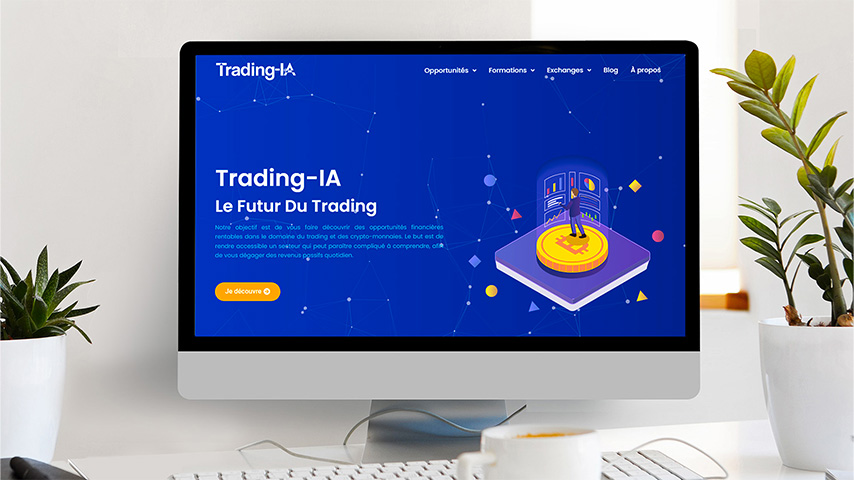 Trading-IA
Opportunités Formations Exchanges Blog À propos
Trading-IA
Le Futur Du Trading
Notre objectif est de vous faire découvrir des opportunités financières
rentables dans le domaine du trading et des crypto-monnaies. Le but est de
rendre accessible un secteur qui peut paraître compliqué à comprendre, afin
de vous dégager des revenus passifs quotidien.
Je découvre